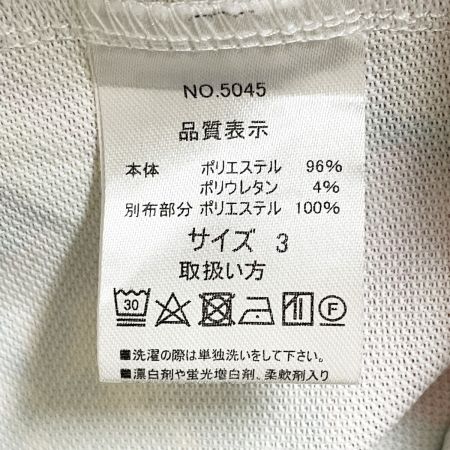 NO.5045
品質表示
本体 ポリエステル 96%
ポリウレタン 4%
別布部分 ポリエステル 100%
サイズ 3
取扱い方
30 F
■洗濯の際は単独洗いをして下さい。
■漂白剤や蛍光増白剤、柔軟剤入り